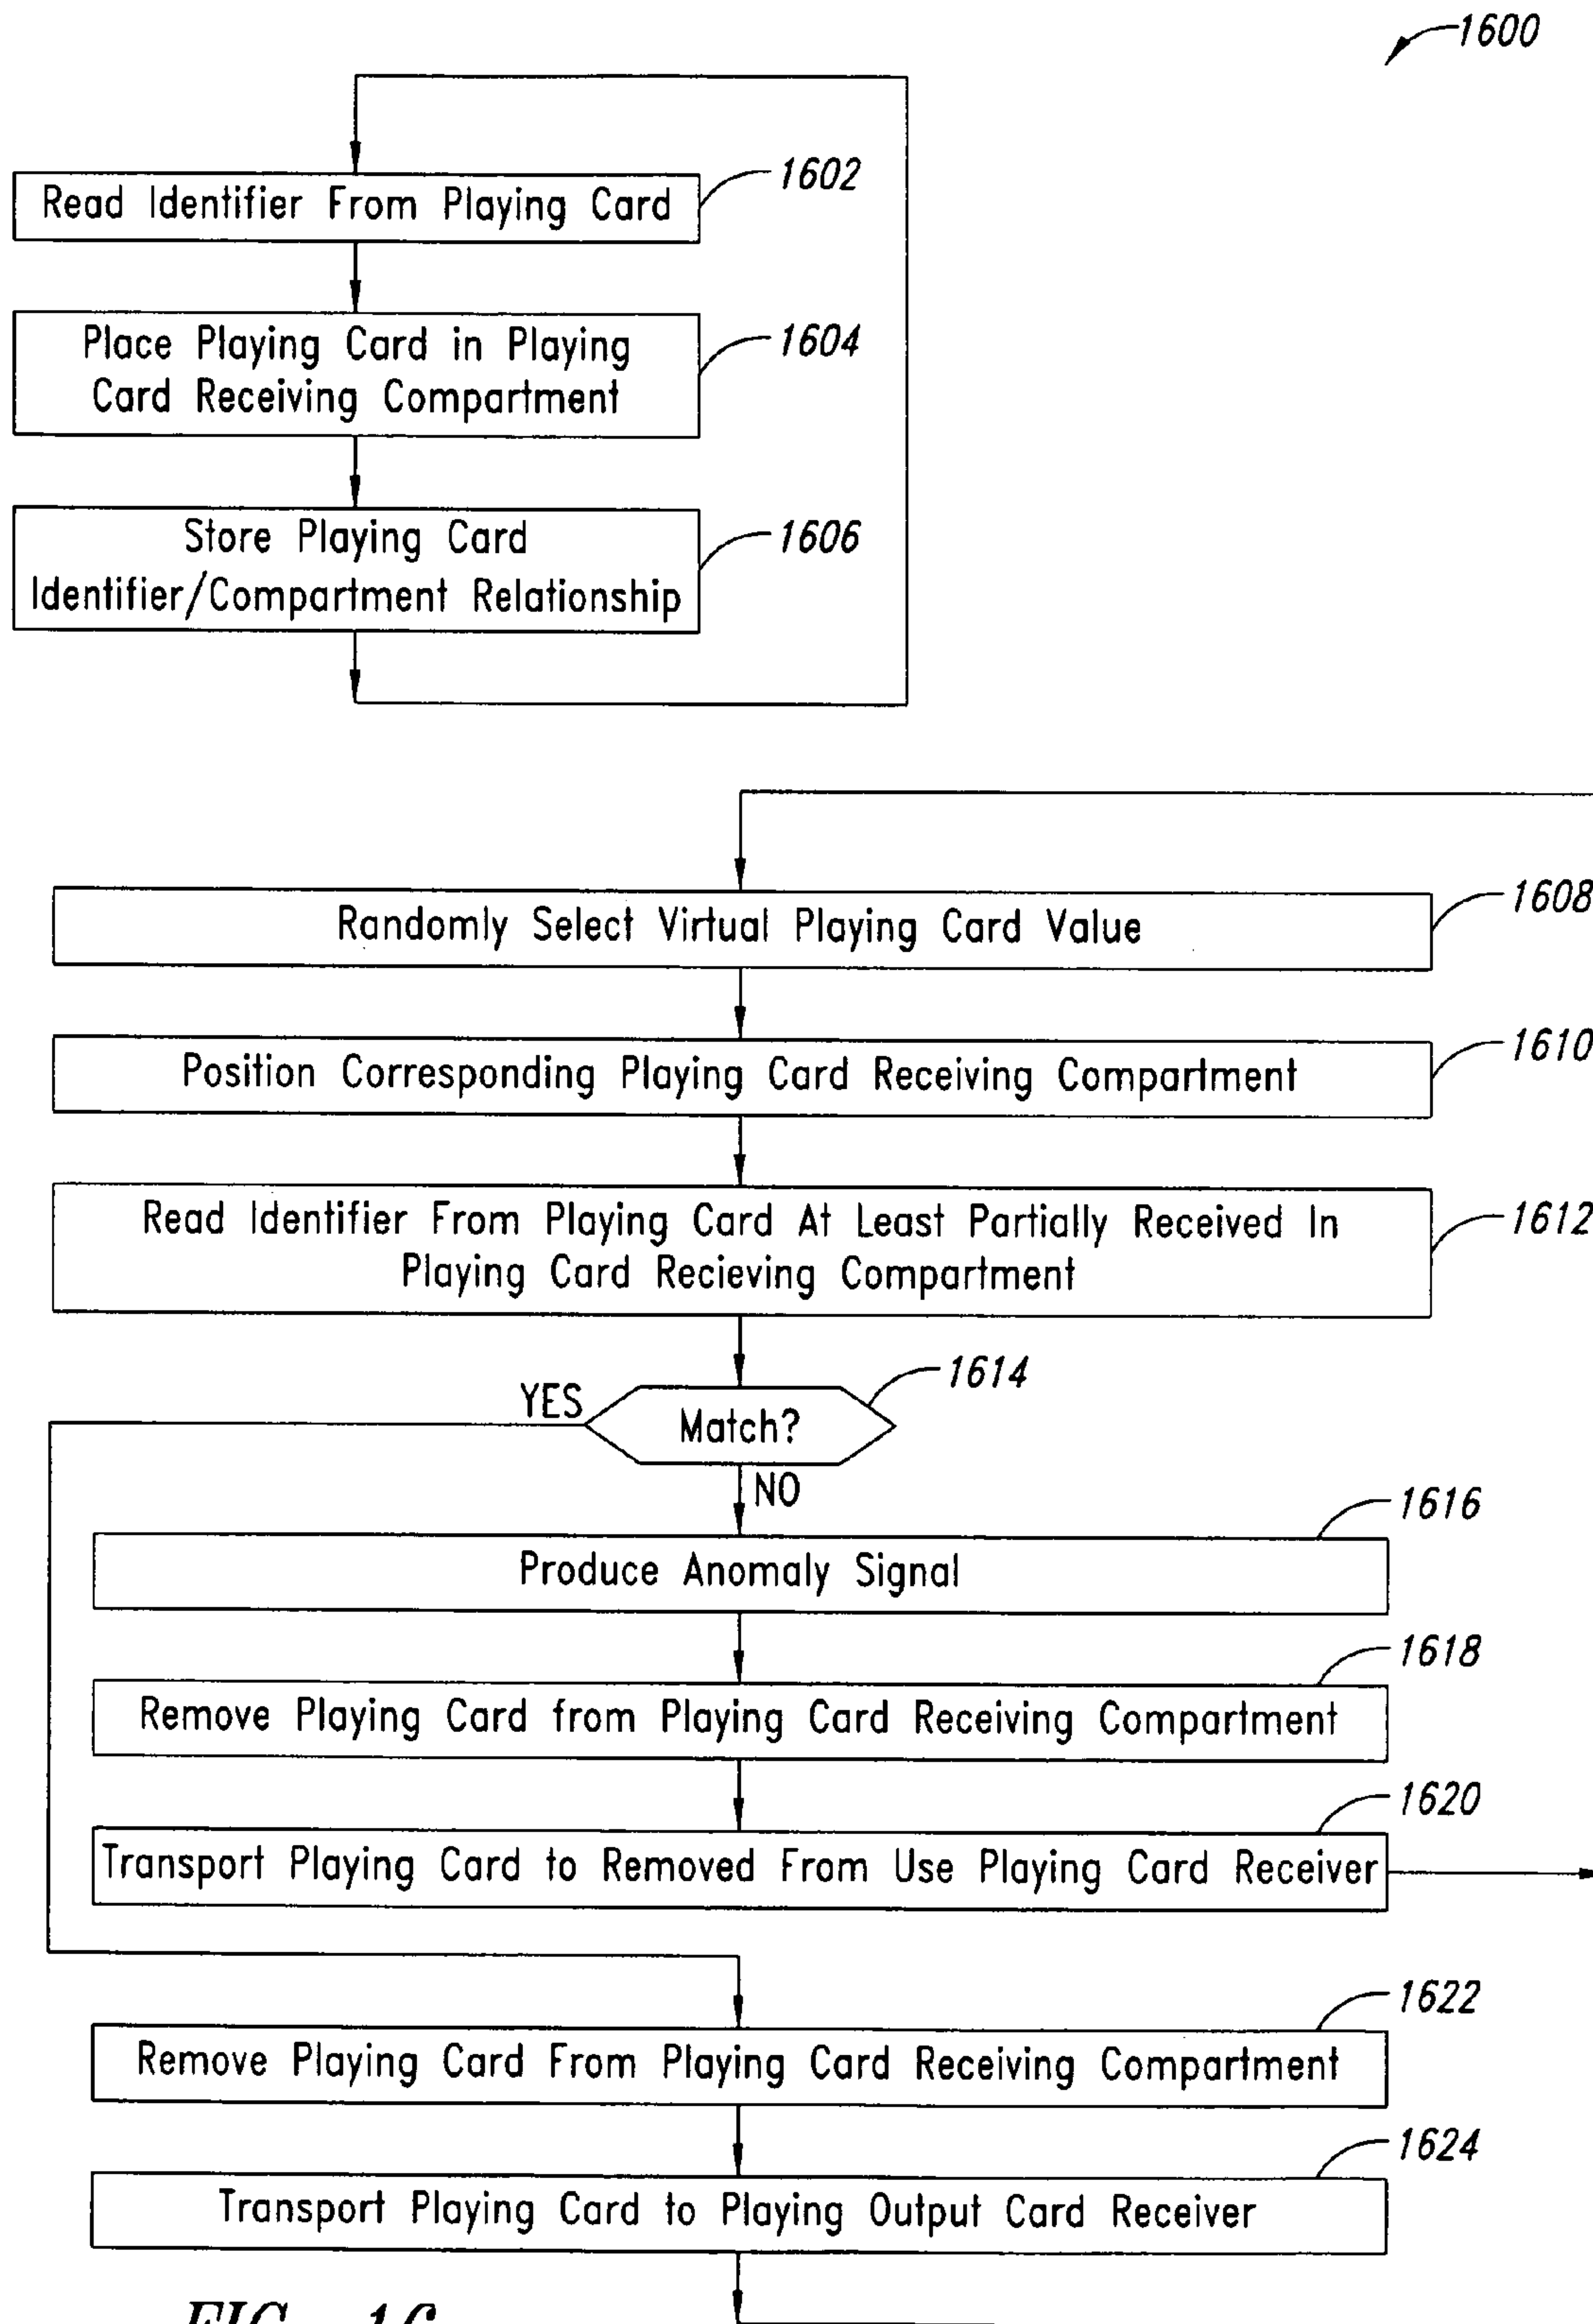 1600
Read Identifier From Playing Card
1602
Place Playing Card in Playing
Card Receiving Compartment
1604
Store Playing Card
Identifier/Compartment Relationship
1606
Randomly Select Virtual Playing Card Value
1608
Position Corresponding Playing Card Receiving Compartment
1610
Read Identifier From Playing Card At Least Partially Received In
Playing Card Recieving Compartment
1612
YES
Match?
1614
NO
Produce Anomaly Signal
1616
Remove Playing Card from Playing Card Receiving Compartment
1618
Transport Playing Card to Removed From Use Playing Card Receiver
1620
Remove Playing Card From Playing Card Receiving Compartment
1622
Transport Playing Card to Playing Output Card Receiver
1624
FIG. 16